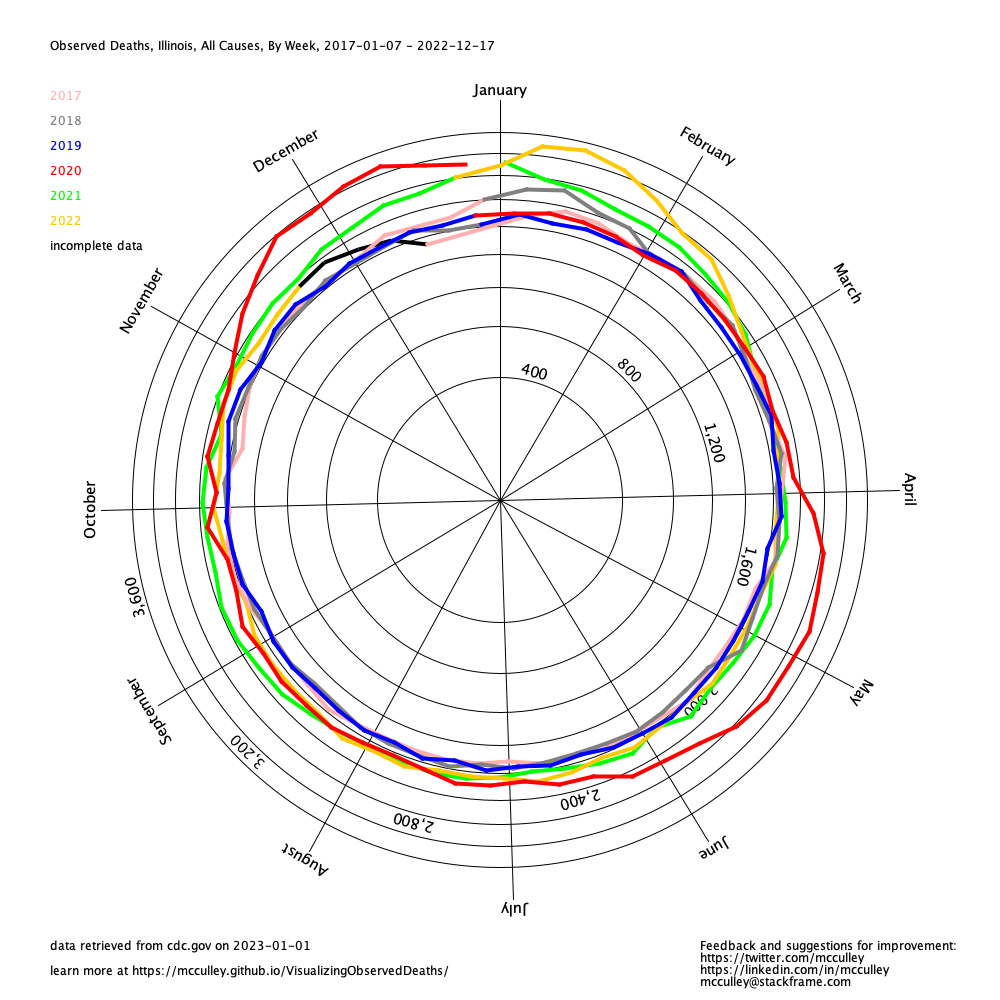 Observed Deaths, Illinois, All Causes, By Week, 2017-01-07 - 2022-12-17
2017
2018
2019
2020
2021
2022
incomplete data
January
February
March
April
May
June
July
August
September
October
November
December
400
800
1,200
1,600
2,000
2,400
2,800
3,200
3,600
data retrieved from cdc.gov on 2023-01-01
learn more at https://mcculley.github.io/VisualizingObservedDeaths/
Feedback and suggestions for improvement:
https://twitter.com/mcculley
https://linkedin.com/in/mcculley
mcculley@stackframe.com